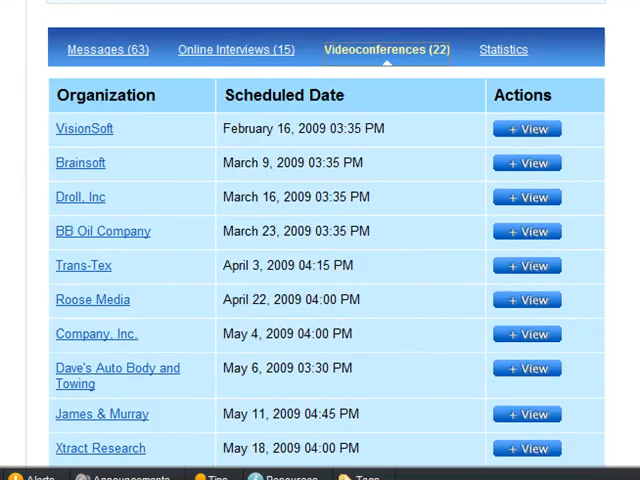 Messages (63) Online Interviews (15) Videoconferences (22) Statistics
Organization Scheduled Date Actions
VisionSoft February 16, 2009 03:35 PM + View
Brainsoft March 9, 2009 03:35 PM + View
Droll, Inc March 16, 2009 03:35 PM + View
BB Oil Company March 23, 2009 03:35 PM + View
Trans-Tex April 3, 2009 04:15 PM + View
Roose Media April 22, 2009 04:00 PM + View
Company, Inc. May 4, 2009 04:00 PM + View
Dave's Auto Body and May 6, 2009 03:30 PM + View
Towing
James & Murray May 11, 2009 04:45 PM + View
Xtract Research May 18, 2009 04:00 PM + View
Alerts Announcements Tips Resources Tags